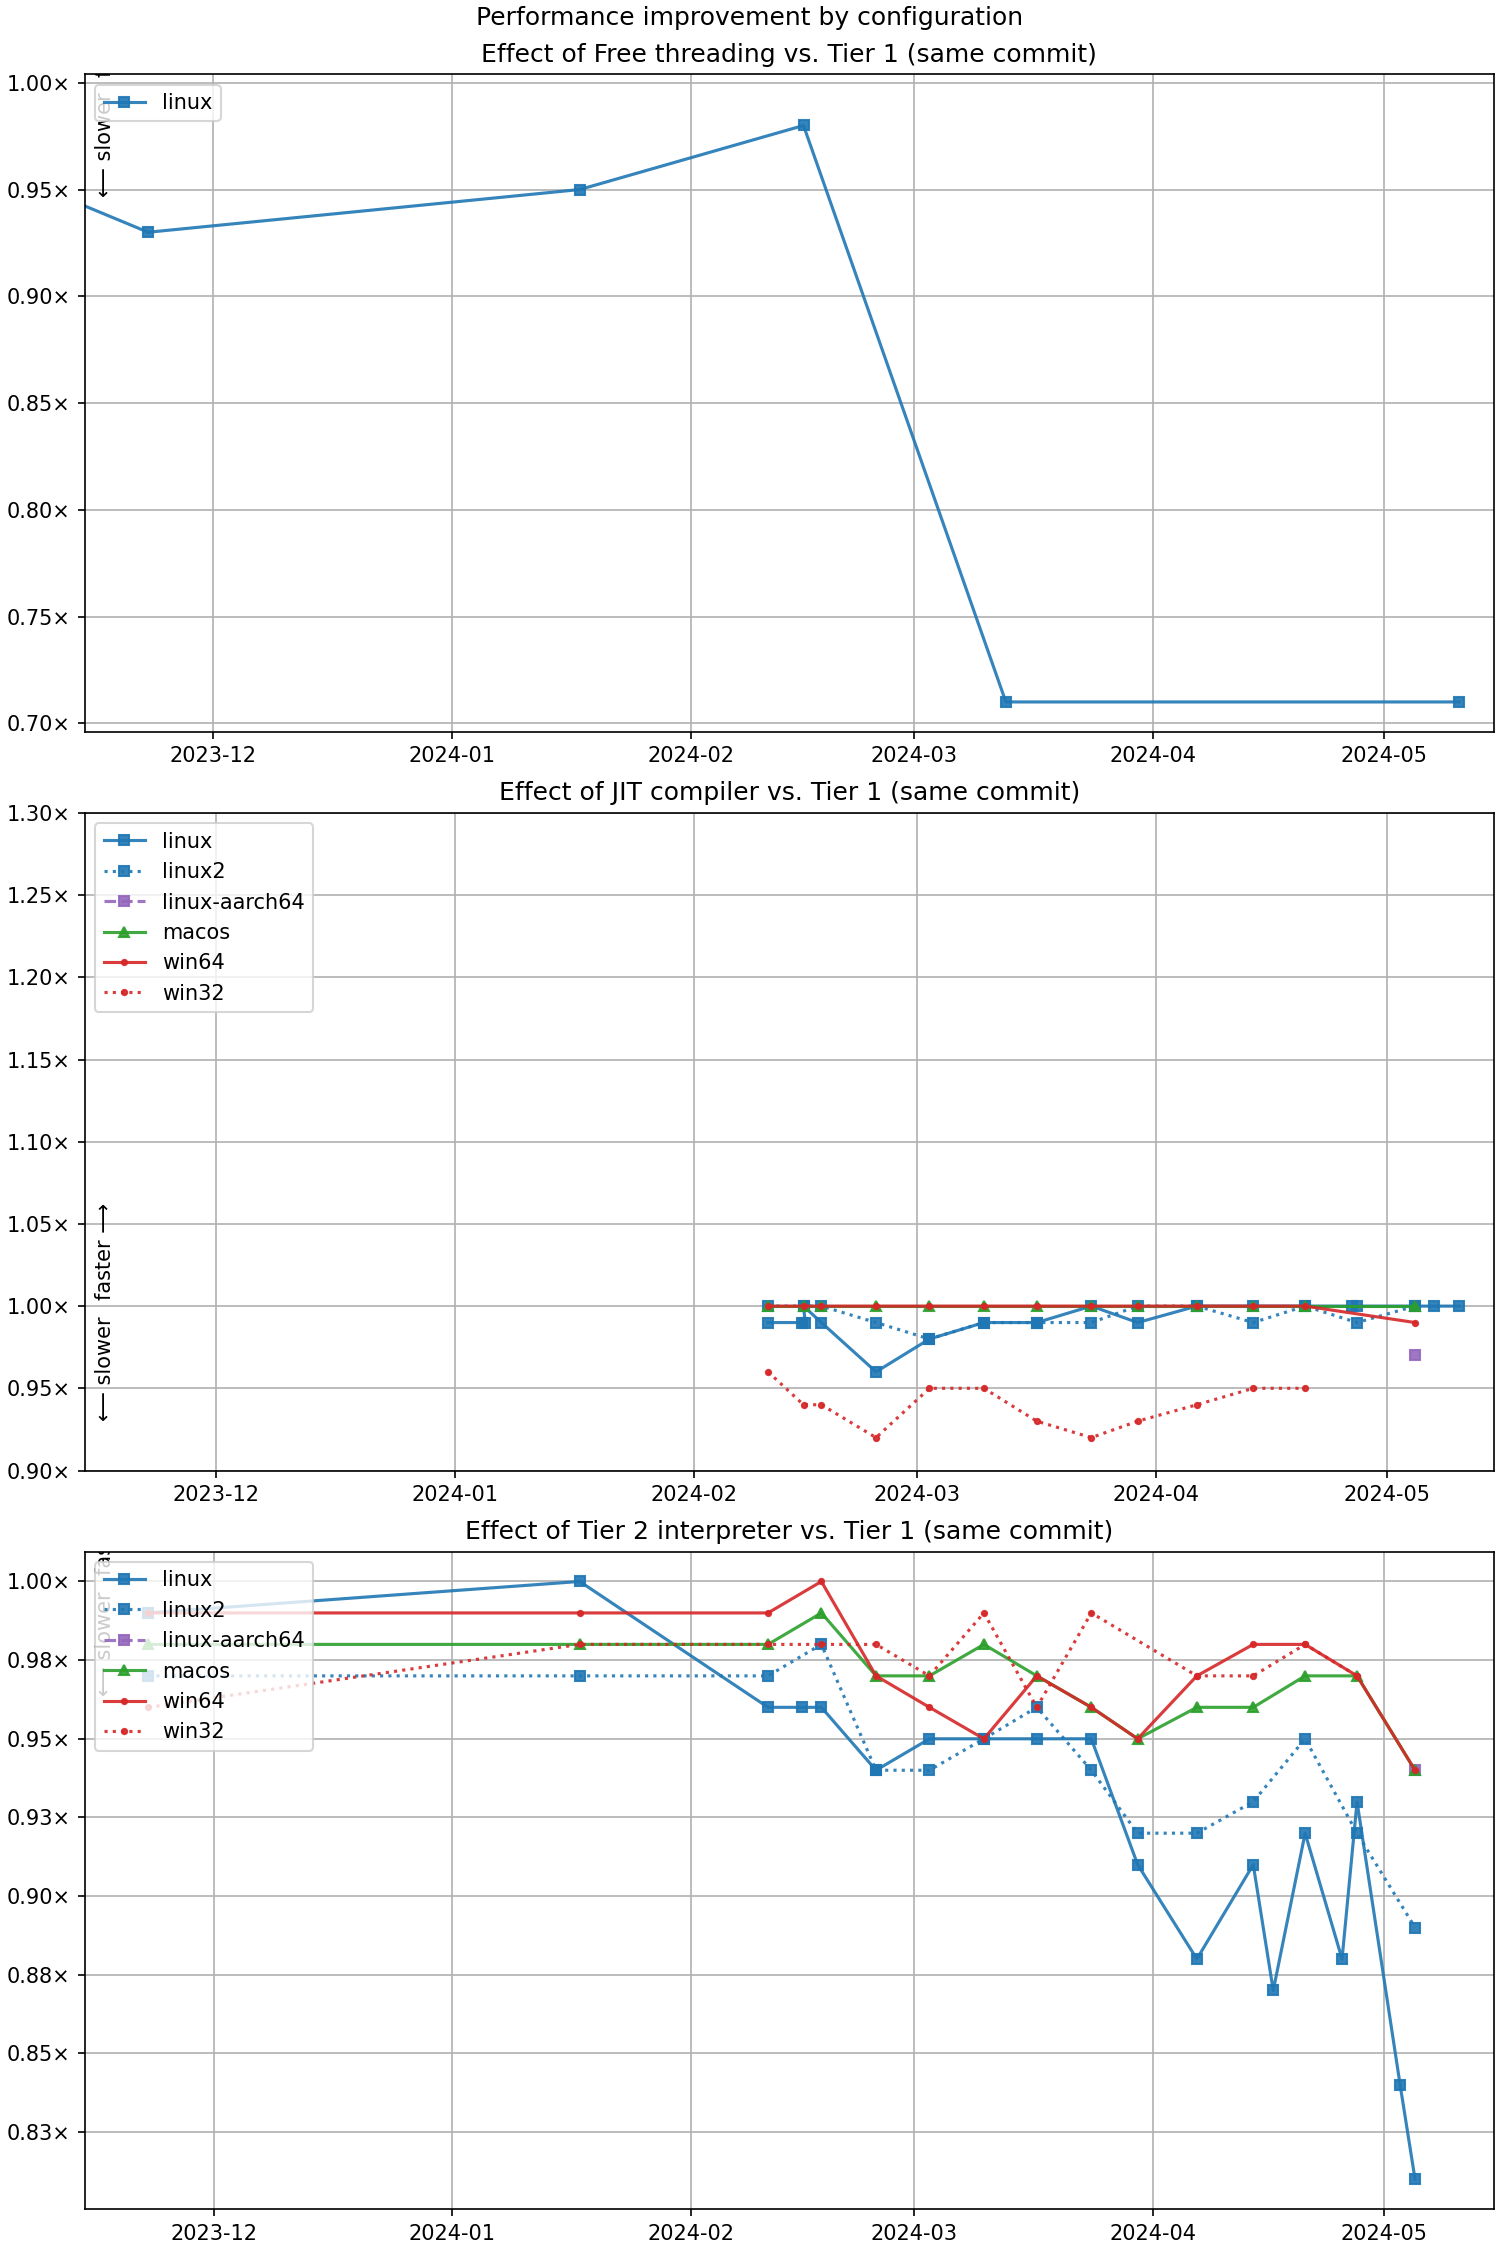 Performance improvement by configuration
Effect of Free threading vs. Tier 1 (same commit)
1.00×
0.95×
0.90×
0.85×
0.80×
0.75×
0.70×
linux
2023-12
2024-01
2024-02
2024-03
2024-04
2024-05
Effect of JIT compiler vs. Tier 1 (same commit)
1.30×
1.25×
1.20×
1.15×
1.10×
1.05×
1.00×
0.95×
0.90×
← slower faster →
linux
linux2
linux-aarch64
macos
win64
win32
2023-12
2024-01
2024-02
2024-03
2024-04
2024-05
Effect of Tier 2 interpreter vs. Tier 1 (same commit)
1.00×
0.98×
0.95×
0.93×
0.90×
0.88×
0.85×
0.83×
← slower
linux
linux2
linux-aarch64
macos
win64
win32
2023-12
2024-01
2024-02
2024-03
2024-04
2024-05